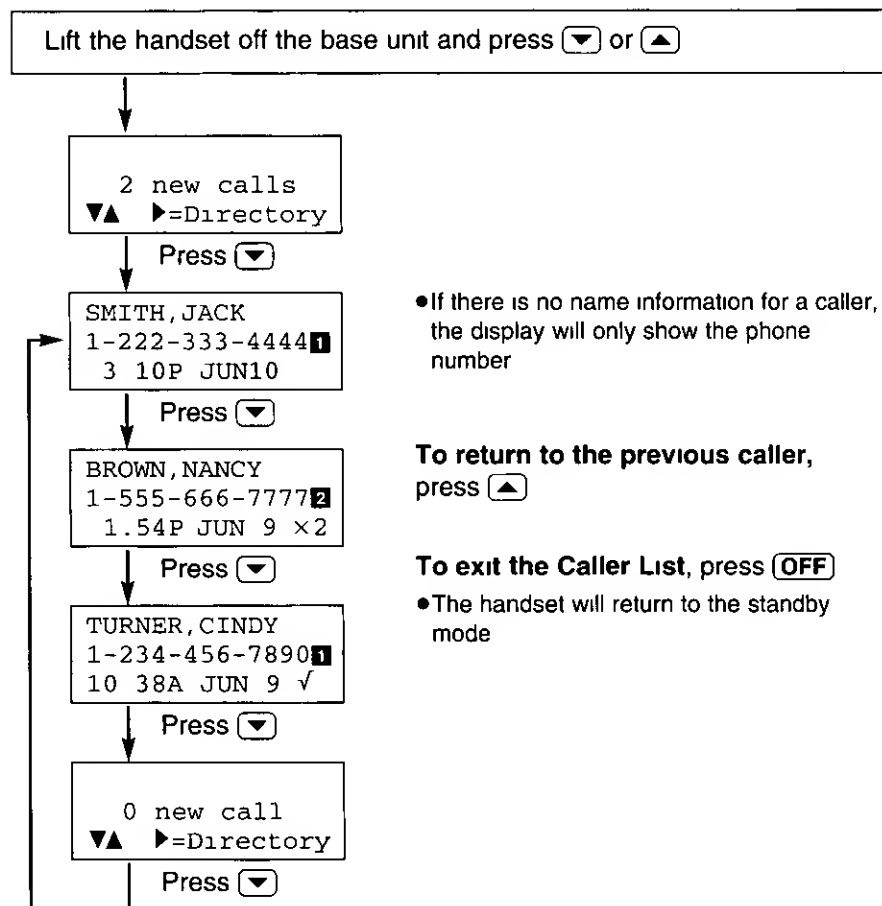 Lift the handset off the base unit and press ▼ or ▲
2 new calls
▼▲ ▶=Directory
Press ▼
SMITH,JACK
1-222-333-4444 1
3 10P JUN10
Press ▼
BROWN,NANCY
1-555-666-7777 2
1.54P JUN 9 ×2
Press ▼
TURNER,CINDY
1-234-456-7890 1
10 38A JUN 9 √
Press ▼
0 new call
▼▲ ▶=Directory
Press ▼
●If there is no name information for a caller,
the display will only show the phone
number
To return to the previous caller,
press ▲
To exit the Caller List, press OFF
●The handset will return to the standby
mode